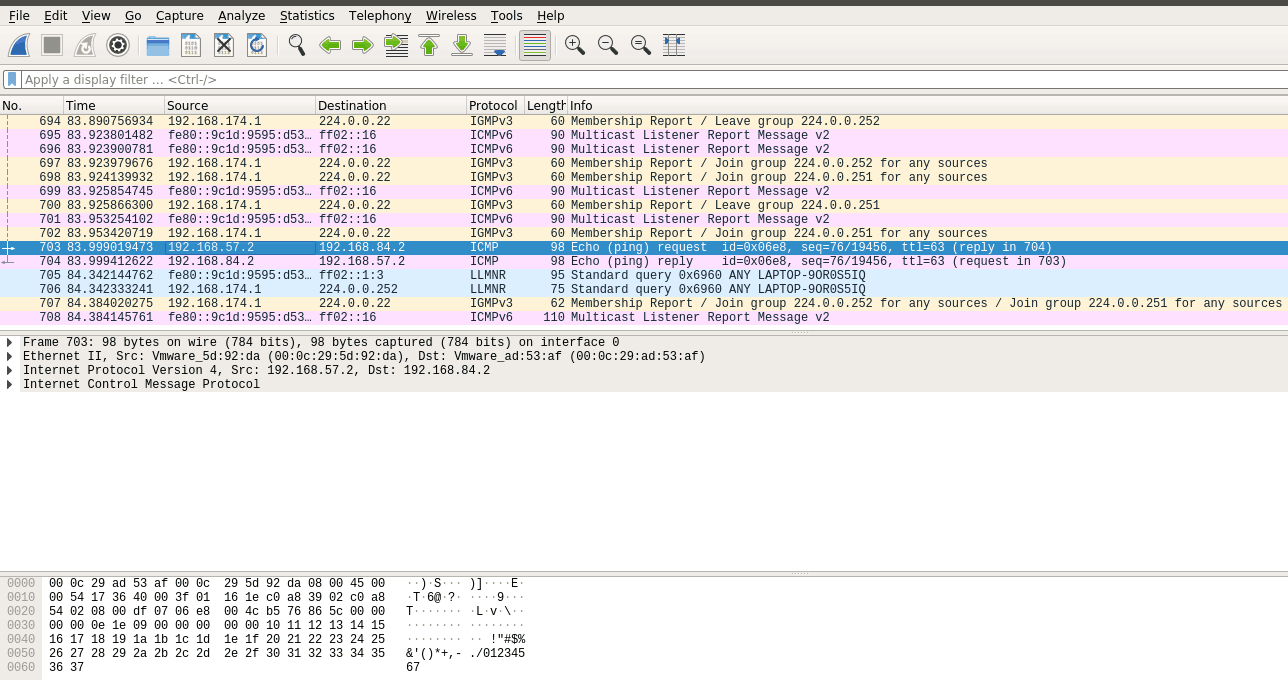 File Edit View Go Capture Analyze Statistics Telephony Wireless Tools Help
Apply a display filter ... <Ctrl-/>
No. Time Source Destination Protocol Length Info
694 83.890756934 192.168.174.1 224.0.0.22 IGMPv3 60 Membership Report / Leave group 224.0.0.252
695 83.923801482 fe80::9c1d:9595:d53… ff02::16 ICMPv6 90 Multicast Listener Report Message v2
696 83.923900781 fe80::9c1d:9595:d53… ff02::16 ICMPv6 90 Multicast Listener Report Message v2
697 83.923979676 192.168.174.1 224.0.0.22 IGMPv3 60 Membership Report / Join group 224.0.0.252 for any sources
698 83.924139932 192.168.174.1 224.0.0.22 IGMPv3 60 Membership Report / Join group 224.0.0.251 for any sources
699 83.925854745 fe80::9c1d:9595:d53… ff02::16 ICMPv6 90 Multicast Listener Report Message v2
700 83.925866300 192.168.174.1 224.0.0.22 IGMPv3 60 Membership Report / Leave group 224.0.0.251
701 83.953254102 fe80::9c1d:9595:d53… ff02::16 ICMPv6 90 Multicast Listener Report Message v2
702 83.953420719 192.168.174.1 224.0.0.22 IGMPv3 60 Membership Report / Join group 224.0.0.251 for any sources
703 83.999019473 192.168.57.2 192.168.84.2 ICMP 98 Echo (ping) request id=0x06e8, seq=76/19456, ttl=63 (reply in 704)
704 83.999412622 192.168.84.2 192.168.57.2 ICMP 98 Echo (ping) reply id=0x06e8, seq=76/19456, ttl=63 (request in 703)
705 84.342144762 fe80::9c1d:9595:d53… ff02::1:3 LLMNR 95 Standard query 0x6960 ANY LAPTOP-9OR0S5IQ
706 84.342333241 192.168.174.1 224.0.0.252 LLMNR 75 Standard query 0x6960 ANY LAPTOP-9OR0S5IQ
707 84.384020275 192.168.174.1 224.0.0.22 IGMPv3 62 Membership Report / Join group 224.0.0.252 for any sources / Join group 224.0.0.251 for any sources
708 84.384145761 fe80::9c1d:9595:d53… ff02::16 ICMPv6 110 Multicast Listener Report Message v2
Frame 703: 98 bytes on wire (784 bits), 98 bytes captured (784 bits) on interface 0
Ethernet II, Src: Vmware_5d:92:da (00:0c:29:5d:92:da), Dst: Vmware_ad:53:af (00:0c:29:ad:53:af)
Internet Protocol Version 4, Src: 192.168.57.2, Dst: 192.168.84.2
Internet Control Message Protocol
0000 00 0c 29 ad 53 af 00 0c 29 5d 92 da 08 00 45 00 ··)·S··· )]····E·
0010 00 54 17 36 40 00 3f 01 16 1e c0 a8 39 02 c0 a8 ·T·6@·?· ····9···
0020 54 02 08 00 df 07 06 e8 00 4c b5 76 86 5c 00 00 T······· ·L·v·\··
0030 00 00 0e 1e 09 00 00 00 00 00 10 11 12 13 14 15 ········ ········
0040 16 17 18 19 1a 1b 1c 1d 1e 1f 20 21 22 23 24 25 ········ ·· !"#$%
0050 26 27 28 29 2a 2b 2c 2d 2e 2f 30 31 32 33 34 35 &'()*+,- ./012345
0060 36 37 67